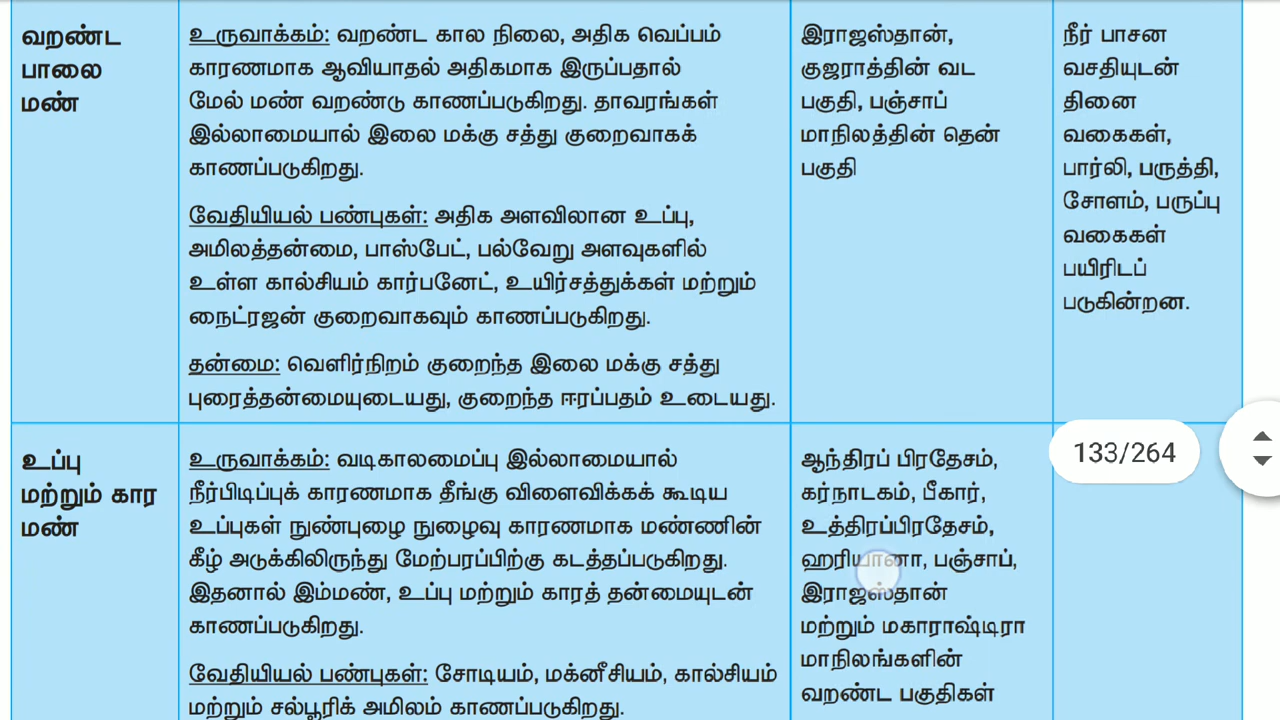 வறண்ட
பாலை
மண்
உருவாக்கம்: வறண்ட கால நிலை, அதிக வெப்பம்
காரணமாக ஆவியாதல் அதிகமாக இருப்பதால்
மேல் மண் வறண்டு காணப்படுகிறது. தாவரங்கள்
இல்லாமையால் இலை மக்கு சத்து குறைவாகக்
காணப்படுகிறது.
வேதியியல் பண்புகள்: அதிக அளவிலான உப்பு,
அமிலத்தன்மை, பாஸ்பேட், பல்வேறு அளவுகளில்
உள்ள கால்சியம் கார்பனேட், உயிர்சத்துக்கள் மற்றும்
நைட்ரஜன் குறைவாகவும் காணப்படுகிறது.
தன்மை: வெளிர்நிறம் குறைந்த இலை மக்கு சத்து
புரைத்தன்மையுடையது, குறைந்த ஈரப்பதம் உடையது.
இராஜஸ்தான்,
குஜராத்தின் வட
பகுதி, பஞ்சாப்
மாநிலத்தின் தென்
பகுதி
நீர் பாசன
வசதியுடன்
தினை
வகைகள்,
பார்லி, பருத்தி,
சோளம், பருப்பு
வகைகள்
பயிரிடப்
படுகின்றன.
உப்பு
மற்றும் கார
மண்
உருவாக்கம்: வடிகாலமைப்பு இல்லாமையால்
நீர்பிடிப்புக் காரணமாக தீங்கு விளைவிக்கக் கூடிய
உப்புகள் நுண்புழை நுழைவு காரணமாக மண்ணின்
கீழ் அடுக்கிலிருந்து மேற்பரப்பிற்கு கடத்தப்படுகிறது.
இதனால் இம்மண், உப்பு மற்றும் காரத் தன்மையுடன்
காணப்படுகிறது.
வேதியியல் பண்புகள்: சோடியம், மக்னீசியம், கால்சியம்
மற்றும் சல்பூரிக் அமிலம் காணப்படுகிறது.
ஆந்திரப் பிரதேசம்,
கர்நாடகம், பீகார்,
உத்திரப்பிரதேசம்,
ஹரியானா, பஞ்சாப்,
இராஜஸ்தான்
மற்றும் மகாராஷ்டிரா
மாநிலங்களின்
வறண்ட பகுதிகள்
133/264